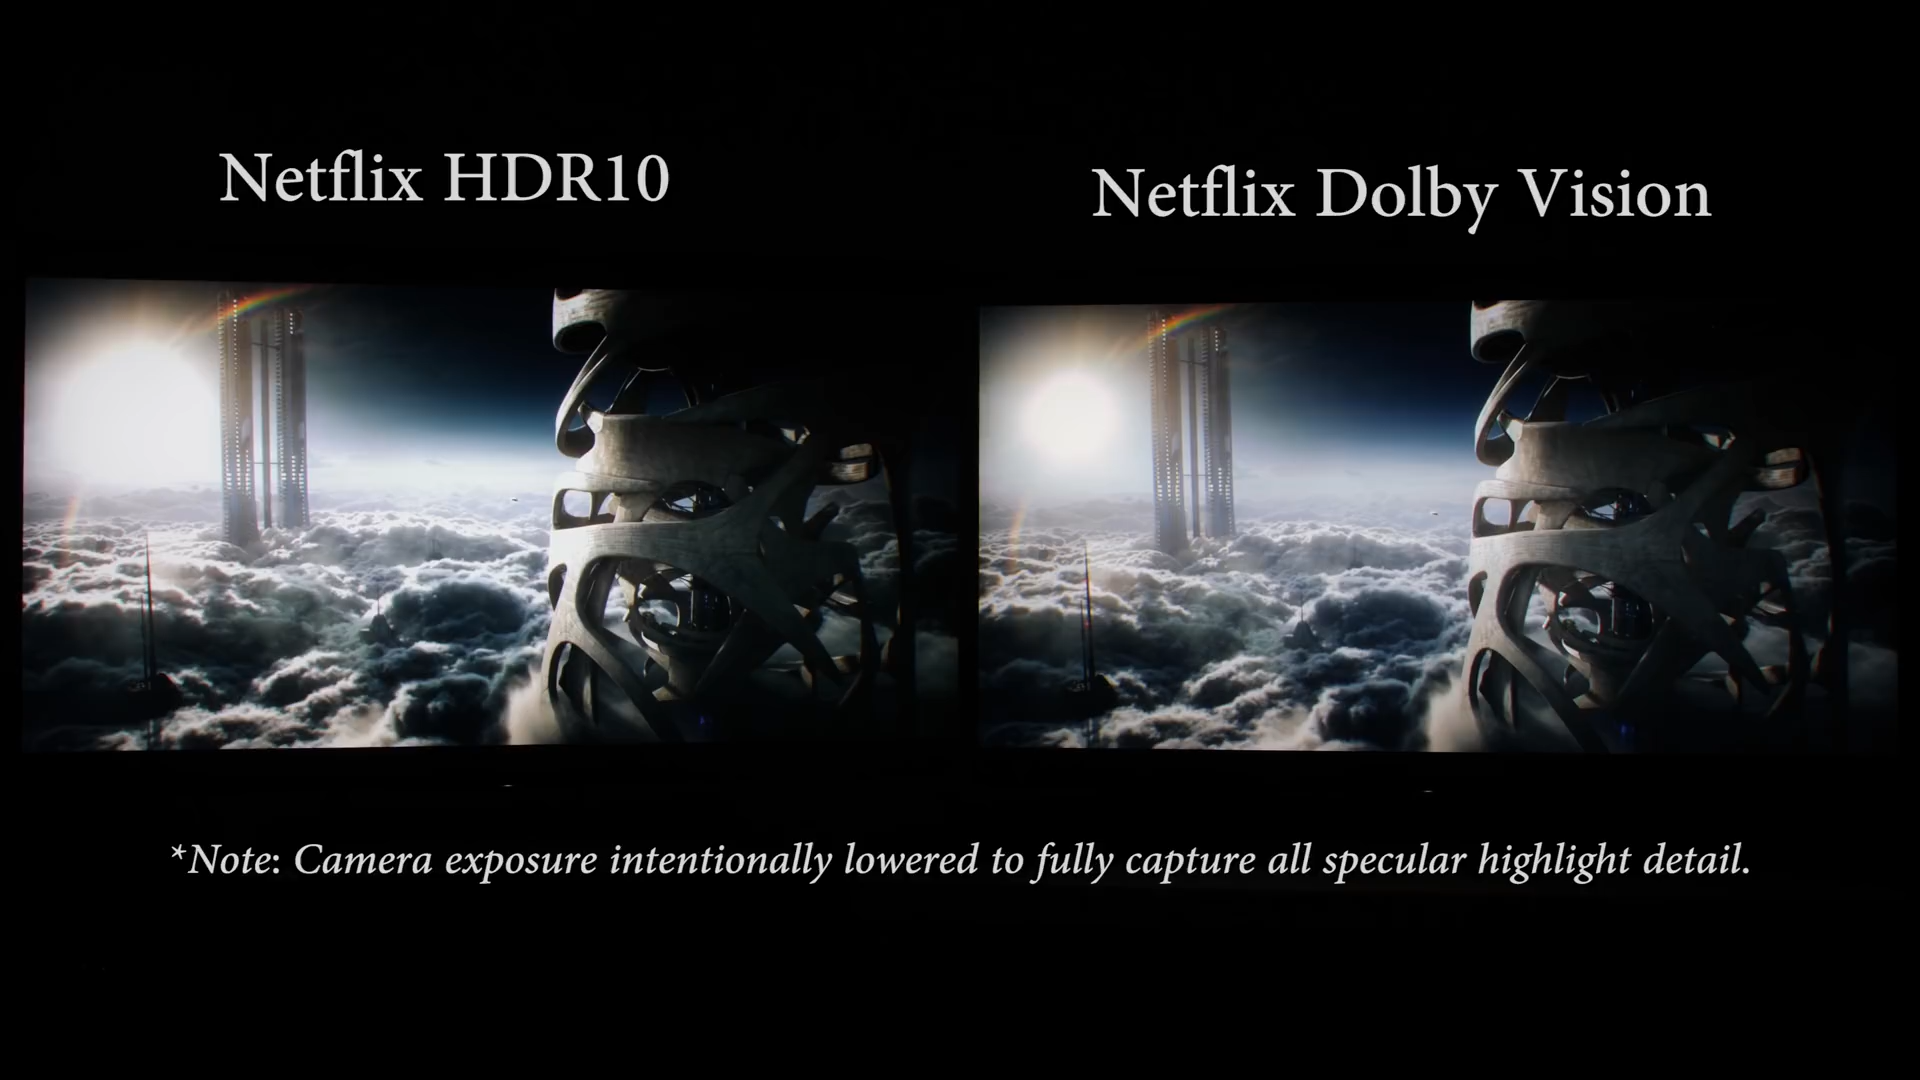 Netflix HDR10
Netflix Dolby Vision
*Note: Camera exposure intentionally lowered to fully capture all specular highlight detail.